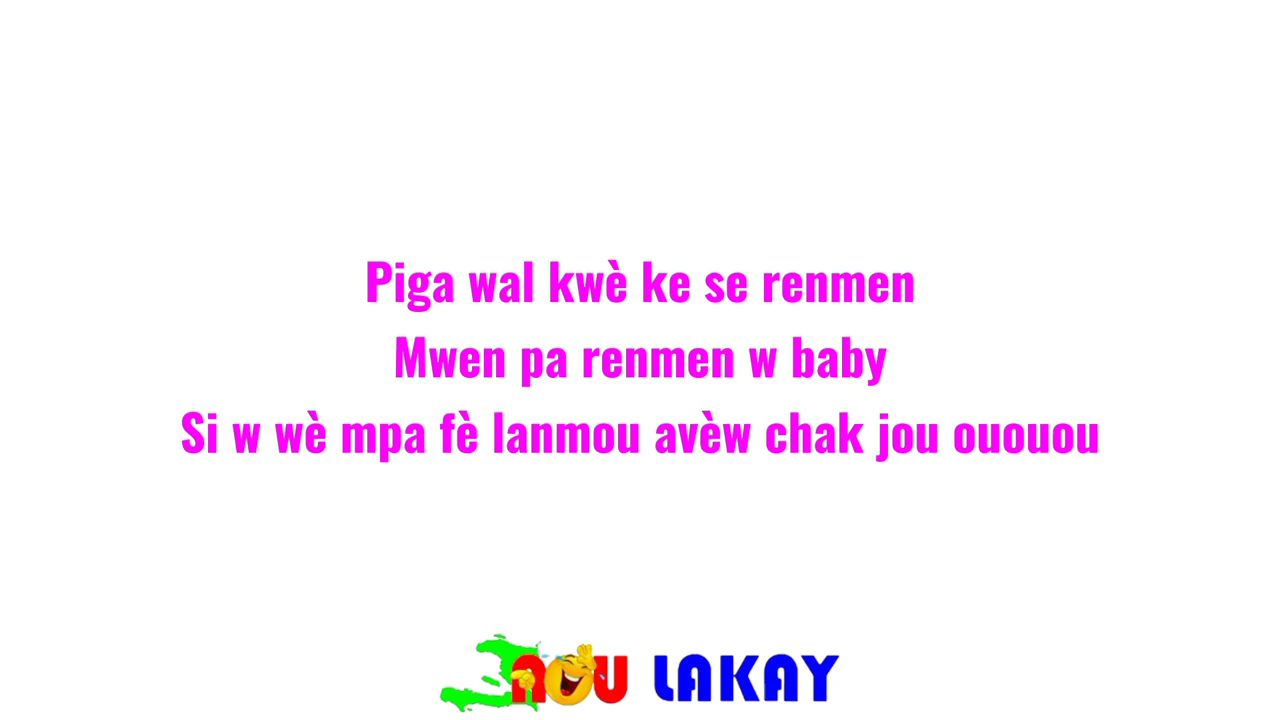 Piga wal kwè ke se renmen
Mwen pa renmen w baby
Si w wè mpa fè lanmou avèw chak jou ououou
NOU LAKAY